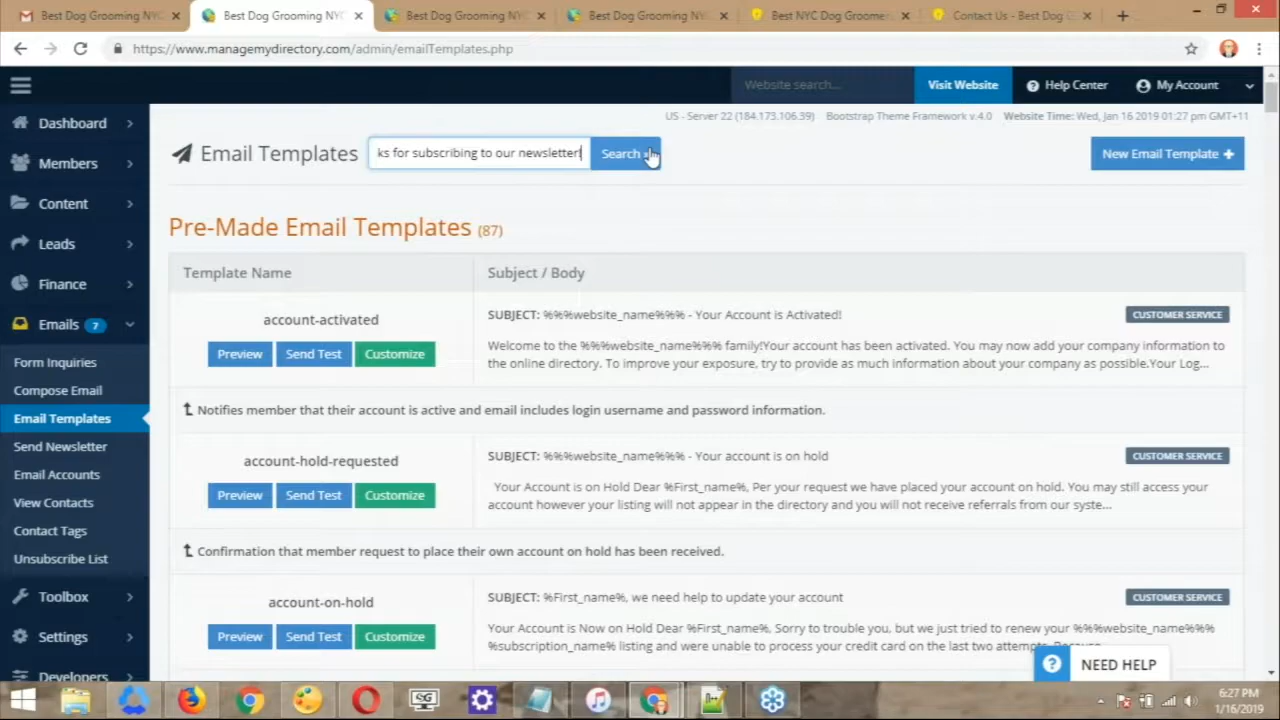 Best Dog Grooming NYC
Best Dog Grooming NYC
Best Dog Grooming NYC
Best Dog Grooming NY
Best NYC Dog Groomer
Contact Us - Best Dog G
https://www.managemydirectory.com/admin/emailTemplates.php
Website search...
Visit Website
Help Center
My Account
US - Server 22 (184.173.106.39) Bootstrap Theme Framework v.4.0 Website Time: Wed, Jan 16 2019 01:27 pm GMT+11
Dashboard
Members
Content
Leads
Finance
Emails 7
Form Inquiries
Compose Email
Email Templates
Send Newsletter
Email Accounts
View Contacts
Contact Tags
Unsubscribe List
Toolbox
Settings
Developers
Email Templates
ks for subscribing to our newsletter!
Search
New Email Template +
Pre-Made Email Templates (87)
Template Name
Subject / Body
account-activated
Preview Send Test Customize
SUBJECT: %%%website_name%%% - Your Account is Activated!
CUSTOMER SERVICE
Welcome to the %%%website_name%%% family!Your account has been activated. You may now add your company information to
the online directory. To improve your exposure, try to provide as much information about your company as possible.Your Log...
Notifies member that their account is active and email includes login username and password information.
account-hold-requested
Preview Send Test Customize
SUBJECT: %%%website_name%%% - Your account is on hold
CUSTOMER SERVICE
Your Account is on Hold Dear %First_name%, Per your request we have placed your account on hold. You may still access your
account however your listing will not appear in the directory and you will not receive referrals from our syste...
Confirmation that member request to place their own account on hold has been received.
account-on-hold
Preview Send Test Customize
SUBJECT: %First_name%, we need help to update your account
CUSTOMER SERVICE
Your Account is Now on Hold Dear %First_name%, Sorry to trouble you, but we just tried to renew your %%%website_name%%%
%subscription_name% listing and were unable to process your credit card on the last two attempts.
? NEED HELP
SG
6:27 PM
1/16/2019